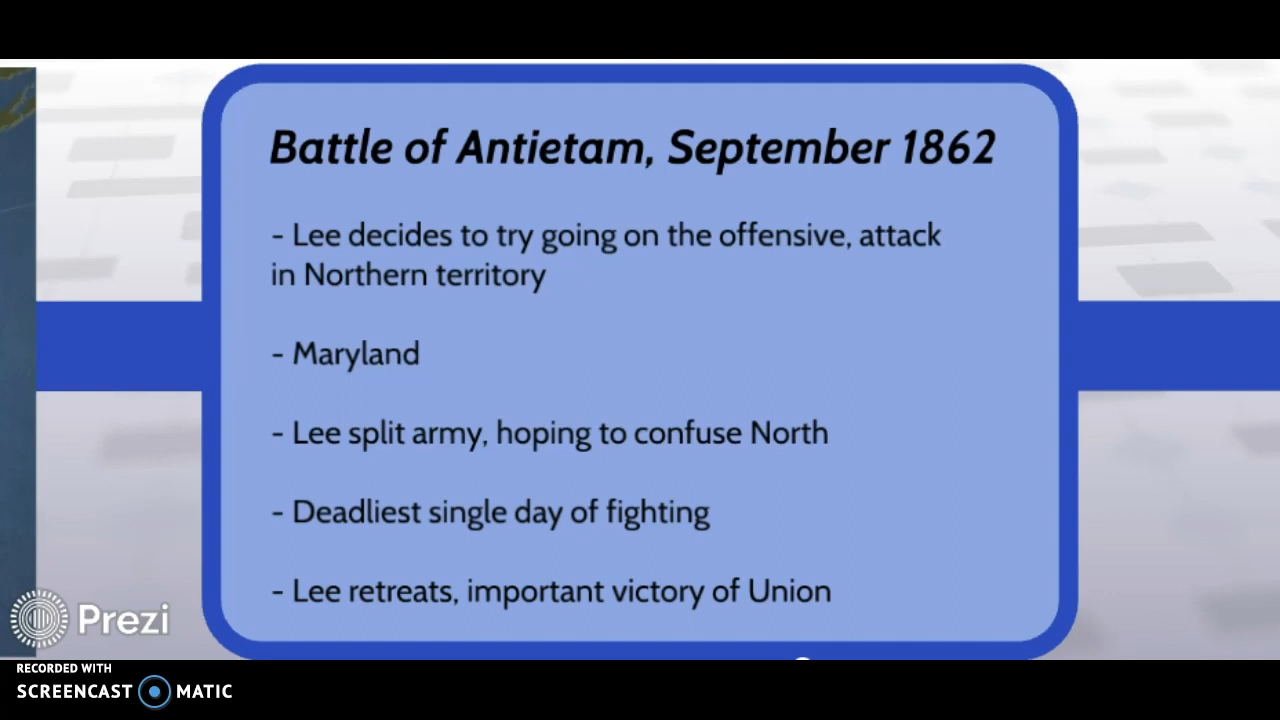 Battle of Antietam, September 1862
- Lee decides to try going on the offensive, attack
in Northern territory
- Maryland
- Lee split army, hoping to confuse North
- Deadliest single day of fighting
- Lee retreats, important victory of Union
Prezi
RECORDED WITH
SCREENCAST MATIC